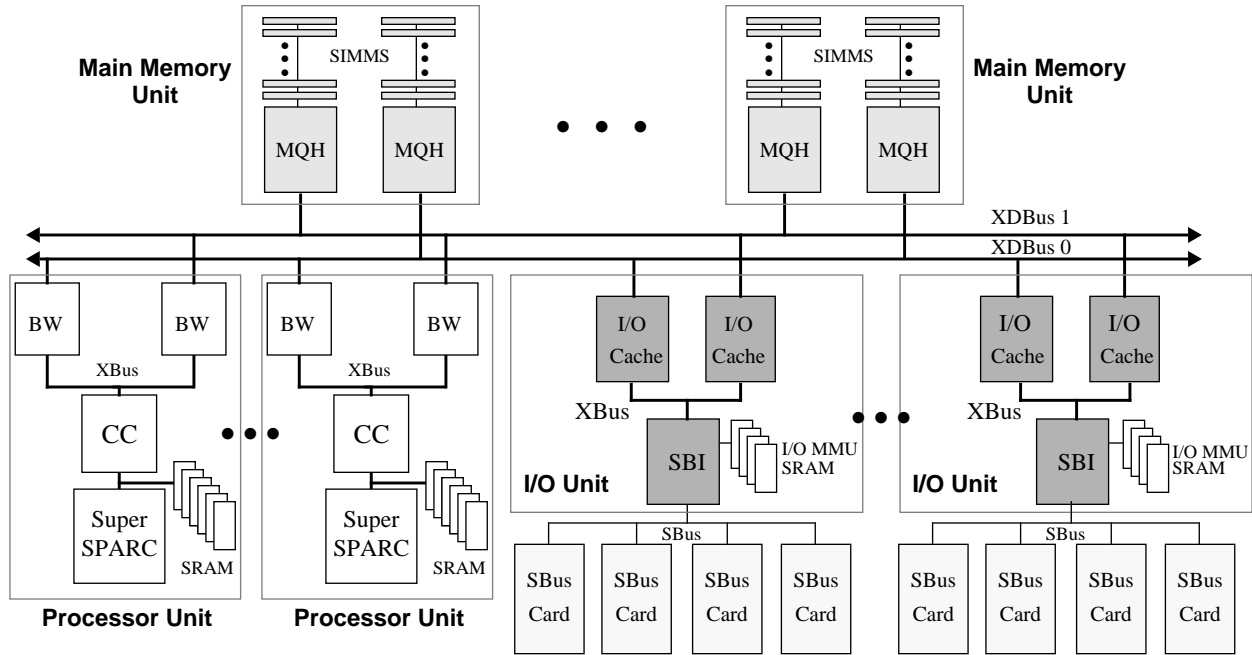 SIMMS
SIMMS
Main Memory
Unit
Main Memory
Unit
MQH
MQH
MQH
MQH
XDBus 1
XDBus 0
BW
BW
BW
BW
I/O
Cache
I/O
Cache
I/O
Cache
I/O
Cache
XBus
XBus
XBus
XBus
CC
CC
SBI
SBI
I/O MMU
SRAM
I/O MMU
SRAM
I/O Unit
I/O Unit
Super
SPARC
Super
SPARC
SRAM
SRAM
SBus
SBus
SBus
Card
SBus
Card
SBus
Card
SBus
Card
SBus
Card
SBus
Card
SBus
Card
SBus
Card
Processor Unit
Processor Unit